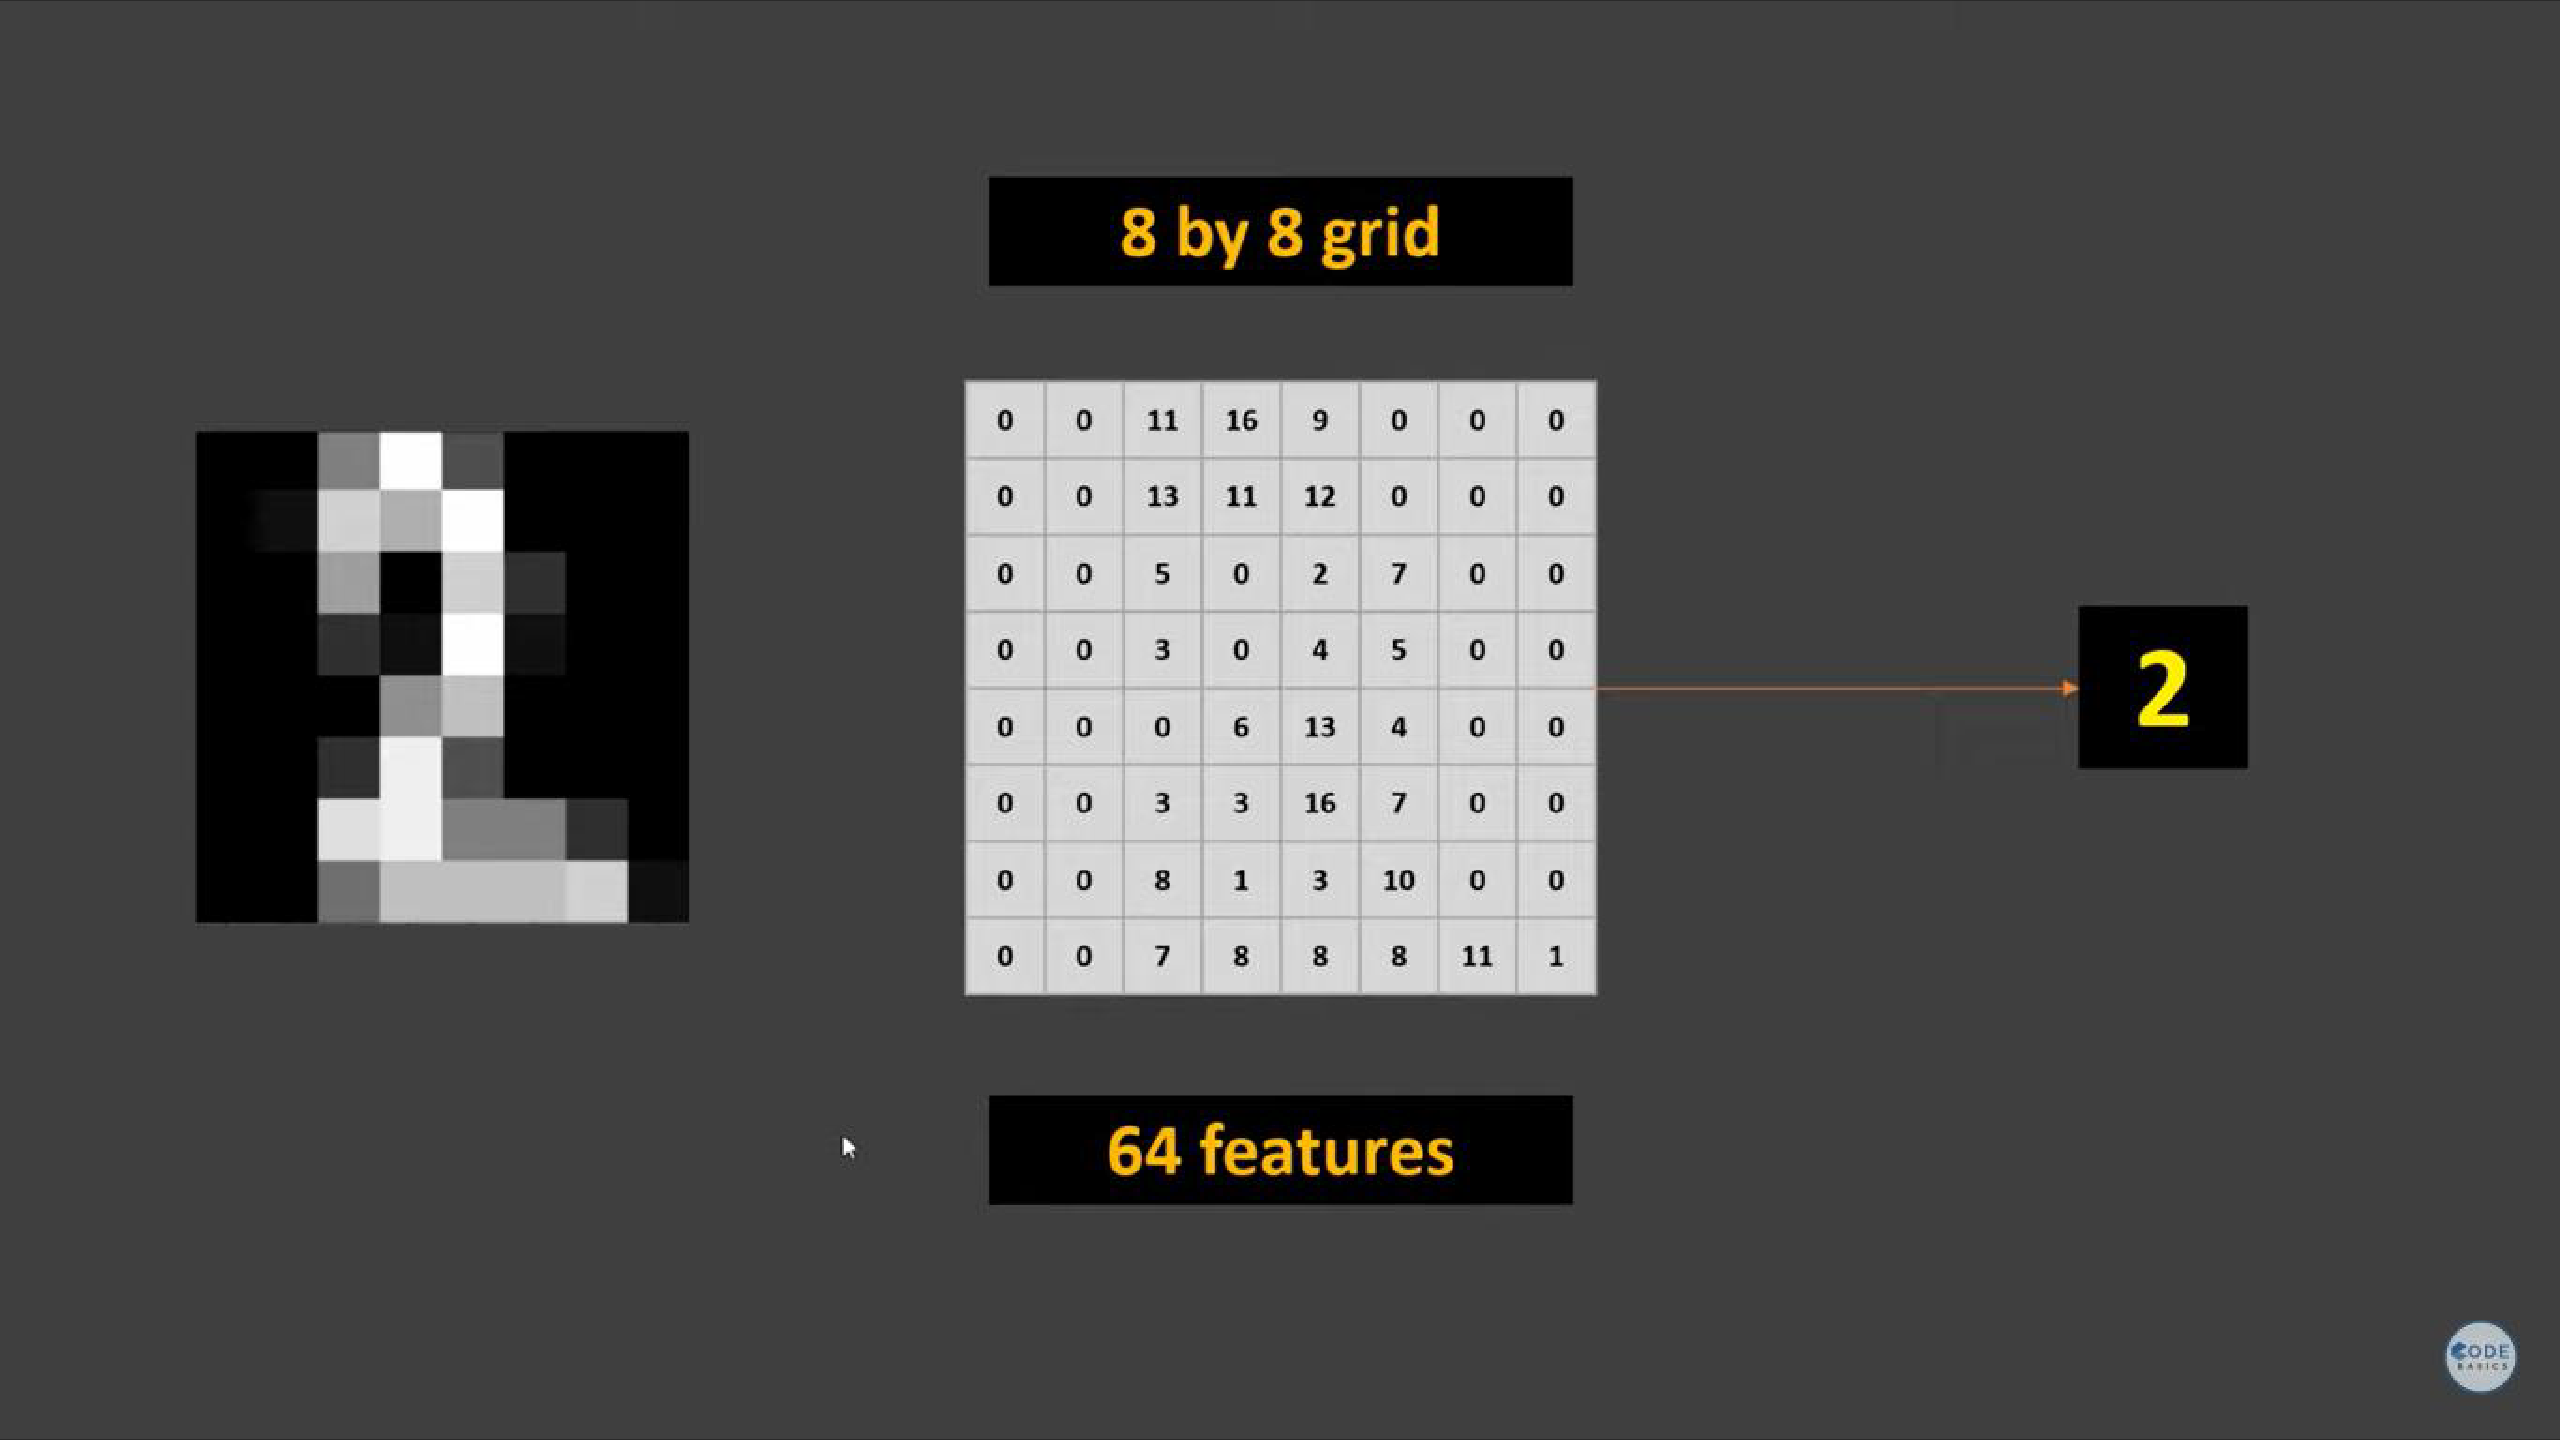 8 by 8 grid
0 0 11 16 9 0 0 0
0 0 13 11 12 0 0 0
0 0 5 0 2 7 0 0
0 0 3 0 4 5 0 0
0 0 0 6 13 4 0 0
0 0 3 3 16 7 0 0
0 0 8 1 3 10 0 0
0 0 7 8 8 8 11 1
2
64 features
CODE
BASICS